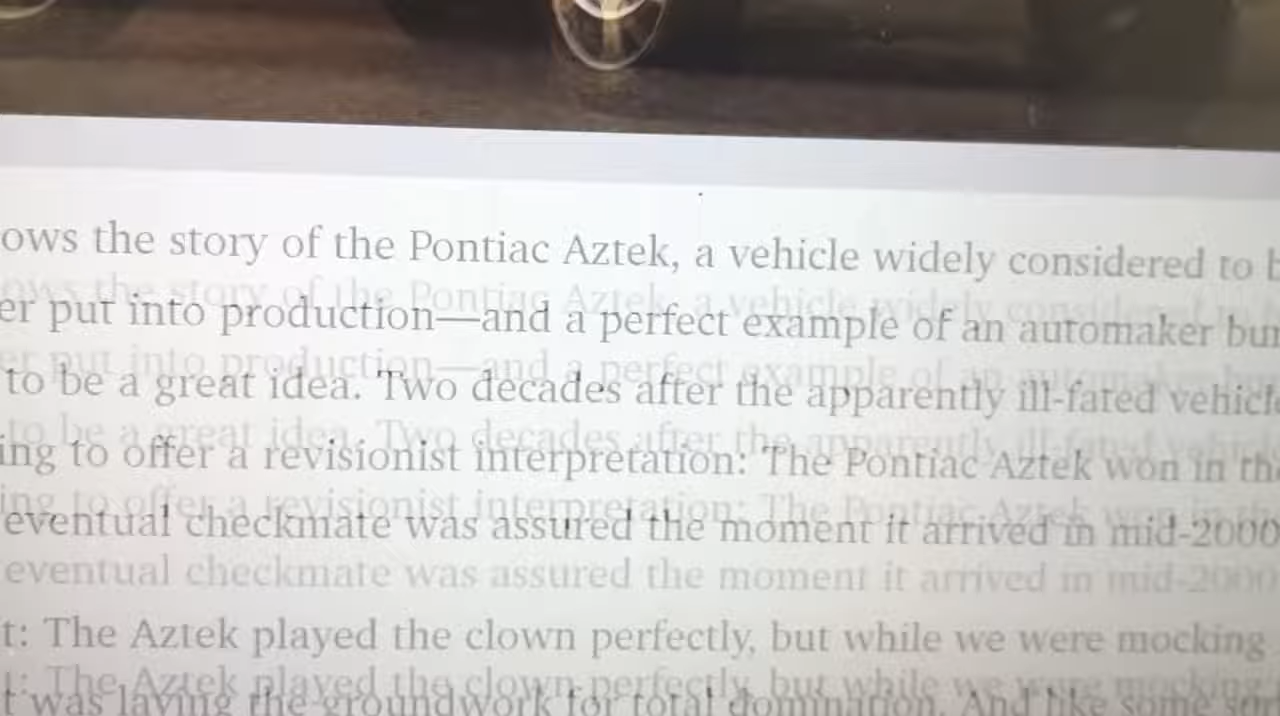 ows the story of the Pontiac Aztek, a vehicle widely considered to b
er put into production—and a perfect example of an automaker bun
to be a great idea. Two decades after the apparently ill-fated vehicl
ing to offer a revisionist interpretation: The Pontiac Aztek won in th
eventual checkmate was assured the moment it arrived in mid-2000
t: The Aztek played the clown perfectly, but while we were mocking
t was laying the groundwork for total domination. And like some